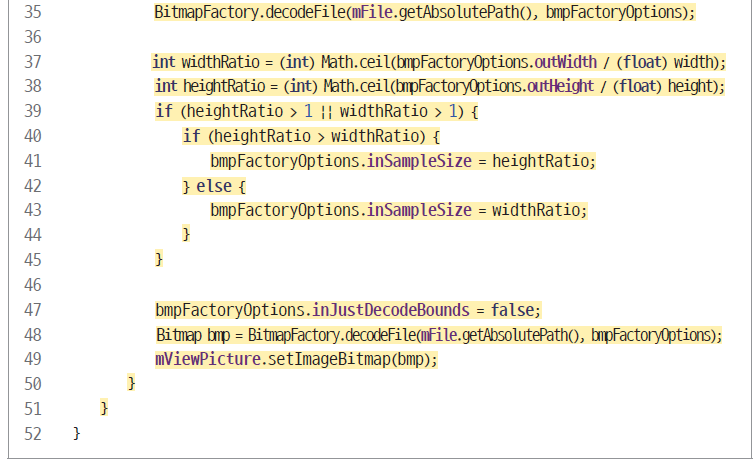 35 BitmapFactory.decodeFile(mFile.getAbsolutePath(), bmpFactoryOptions);
36
37 int widthRatio = (int) Math.ceil(bmpFactoryOptions.outWidth / (float) width);
38 int heightRatio = (int) Math.ceil(bmpFactoryOptions.outHeight / (float) height);
39 if (heightRatio > 1 || widthRatio > 1) {
40 if (heightRatio > widthRatio) {
41 bmpFactoryOptions.inSampleSize = heightRatio;
42 } else {
43 bmpFactoryOptions.inSampleSize = widthRatio;
44 }
45 }
46
47 bmpFactoryOptions.inJustDecodeBounds = false;
48 Bitmap bmp = BitmapFactory.decodeFile(mFile.getAbsolutePath(), bmpFactoryOptions);
49 mViewPicture.setImageBitmap(bmp);
50 }
51 }
52 }